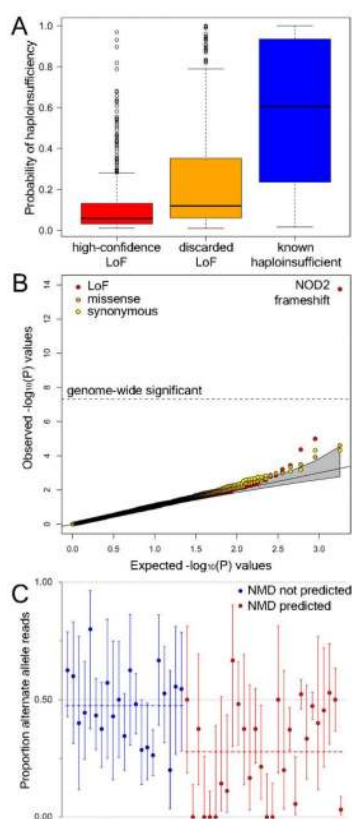 A
Probability of haploinsufficiency
1.0
0.8
0.6
0.4
0.2
0.0
high-confidence LoF
discarded LoF
known haploinsufficient
B
Observed -log10(P) values
14
12
10
8
6
4
2
0
LoF
missense
synonymous
NOD2
frameshift
genome-wide significant
0.0 0.5 1.0 1.5 2.0 2.5 3.0
Expected -log10(P) values
C
Proportion alternate allele reads
1.00
0.50
0.00
NMD not predicted
NMD predicted